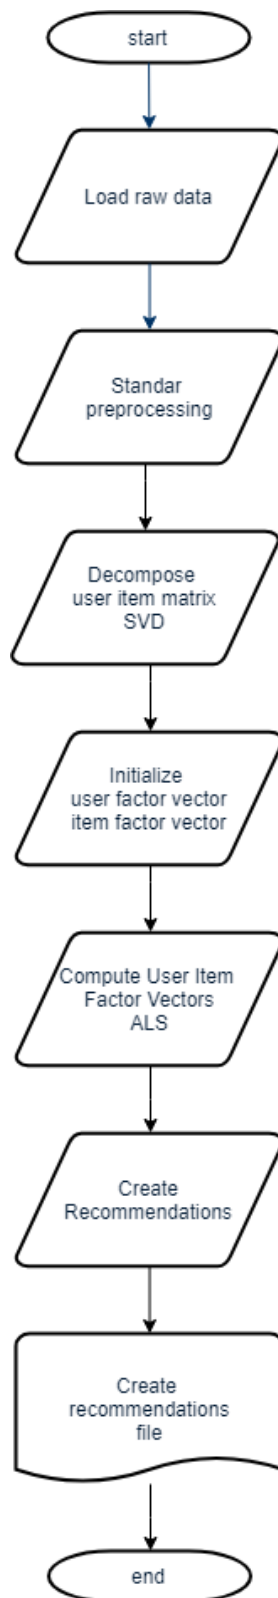 start
Load raw data
Standar
preprocessing
Decompose
user item matrix
SVD
Initialize
user factor vector
item factor vector
Compute User Item
Factor Vectors
ALS
Create
Recommendations
Create
recommendations
file
end